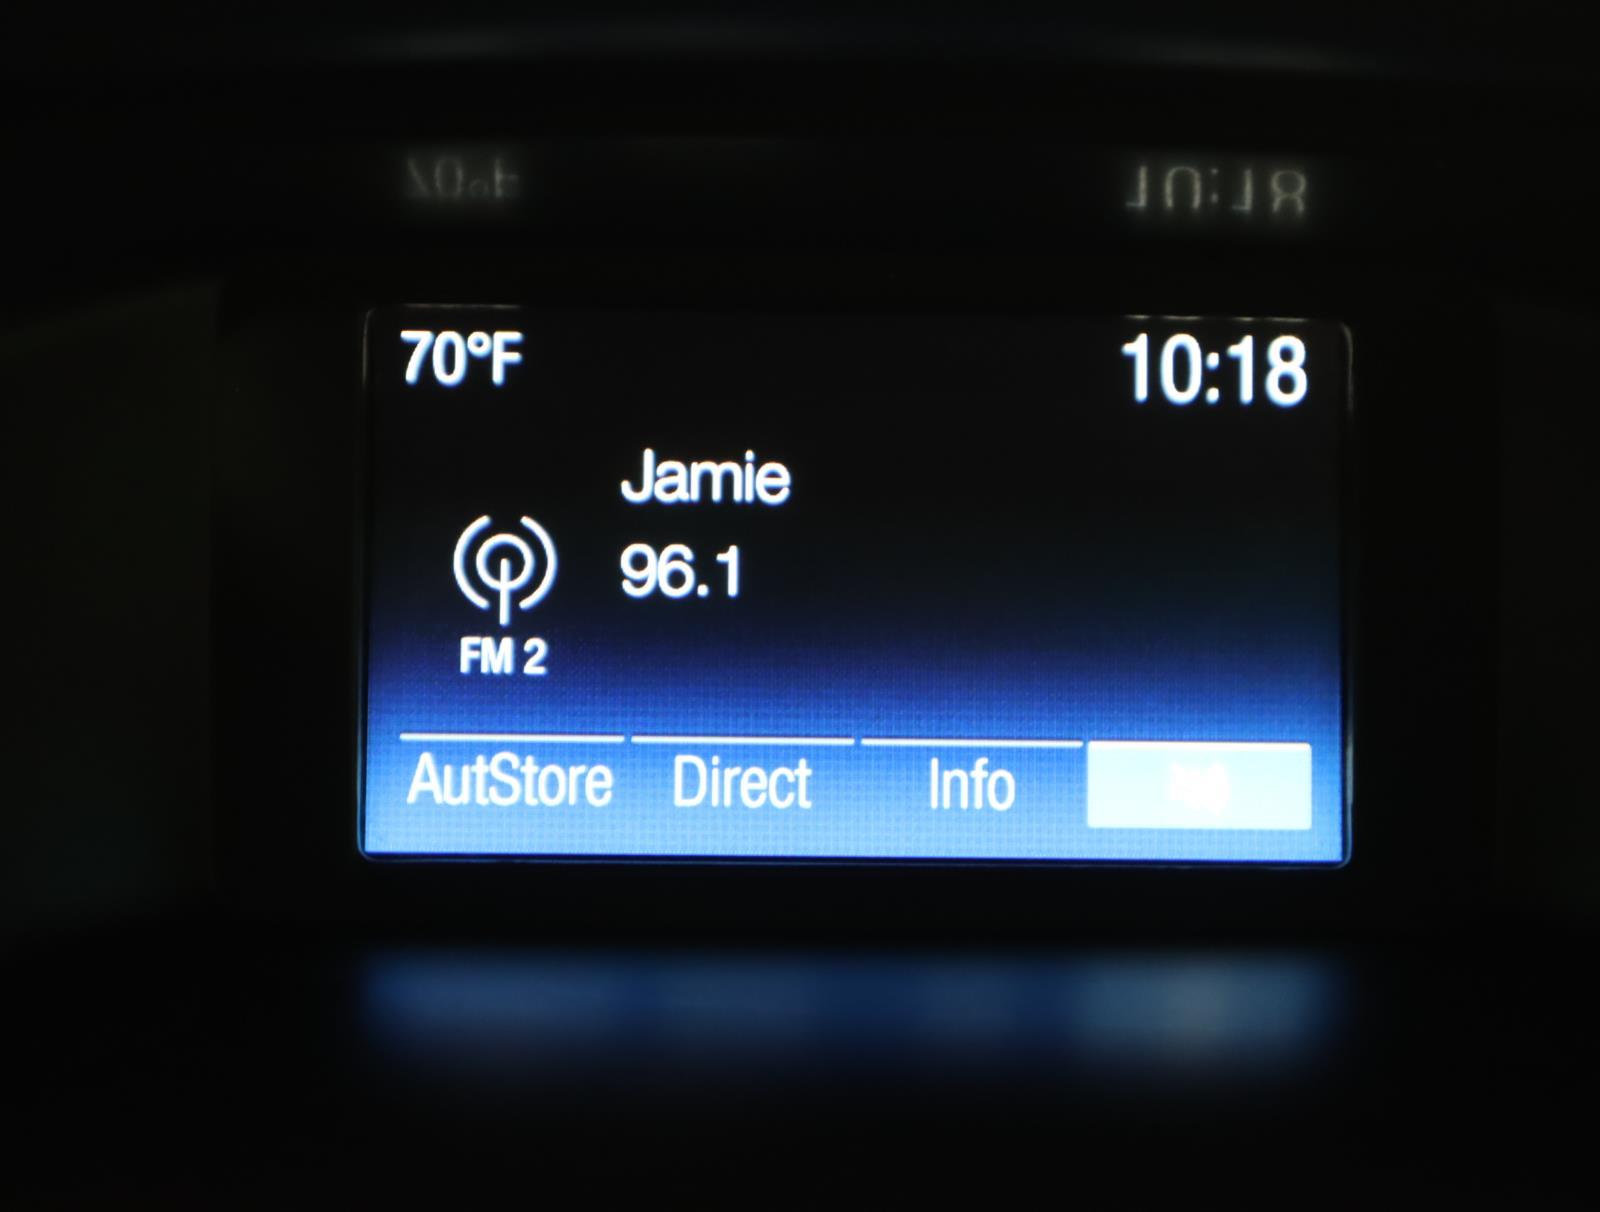 70°F 10:18
Jamie
96.1
FM 2
AutStore Direct Info